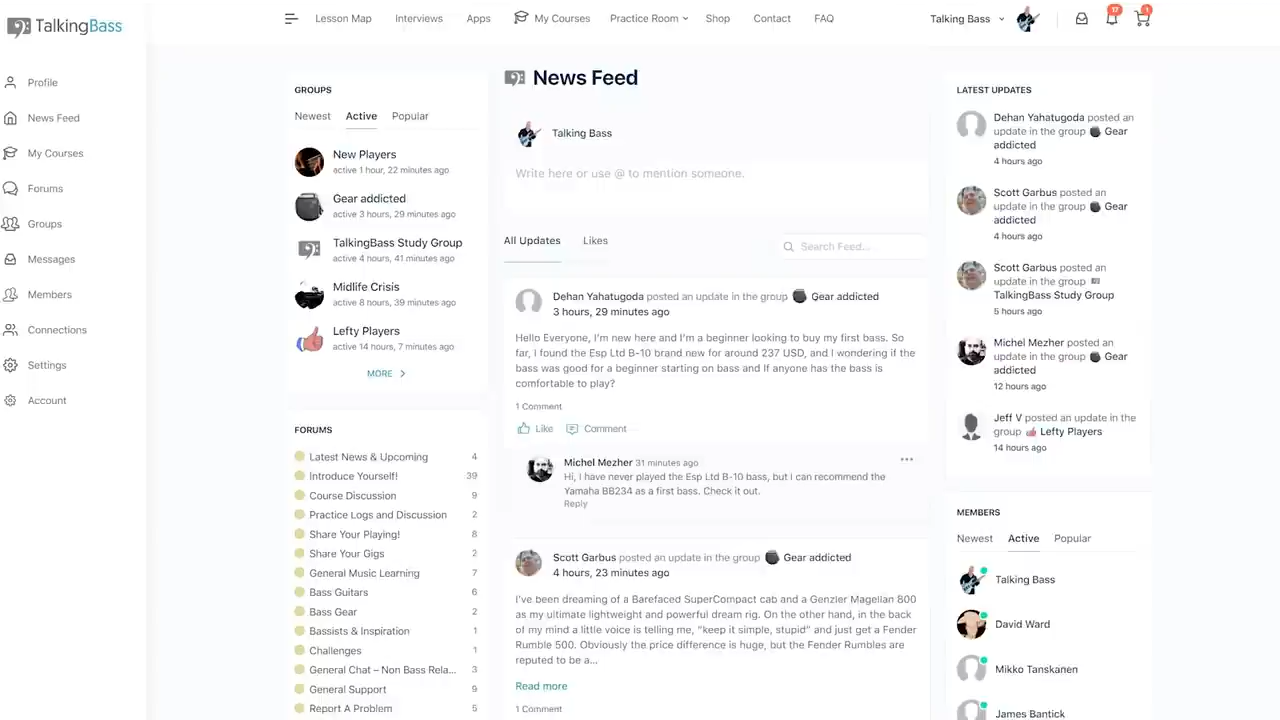 TalkingBass
Lesson Map
Interviews
Apps
My Courses
Practice Room
Shop
Contact
FAQ
Talking Bass
17
1
Profile
News Feed
My Courses
Forums
Groups
Messages
Members
Connections
Settings
Account
GROUPS
Newest
Active
Popular
New Players
active 1 hour, 22 minutes ago
Gear addicted
active 3 hours, 29 minutes ago
TalkingBass Study Group
active 4 hours, 41 minutes ago
Midlife Crisis
active 8 hours, 39 minutes ago
Lefty Players
active 14 hours, 7 minutes ago
MORE
FORUMS
Latest News & Upcoming 4
Introduce Yourself! 39
Course Discussion 9
Practice Logs and Discussion 2
Share Your Playing! 8
Share Your Gigs 2
General Music Learning 7
Bass Guitars 6
Bass Gear 2
Bassists & Inspiration 1
Challenges 1
General Chat – Non Bass Rela... 3
General Support 9
Report A Problem 5
News Feed
Talking Bass
Write here or use @ to mention someone.
All Updates
Likes
Search Feed...
Dehan Yahatugoda posted an update in the group Gear addicted
3 hours, 29 minutes ago
Hello Everyone, I'm new here and I'm a beginner looking to buy my first bass. So
far, I found the Esp Ltd B-10 brand new for around 237 USD, and I wondering if the
bass was good for a beginner starting on bass and If anyone has the bass is
comfortable to play?
1 Comment
Like
Comment
Michel Mezher 31 minutes ago
Hi, I have never played the Esp Ltd B-10 bass, but I can recommend the
Yamaha BB234 as a first bass. Check it out.
Reply
Scott Garbus posted an update in the group Gear addicted
4 hours, 23 minutes ago
I've been dreaming of a Barefaced SuperCompact cab and a Genzler Magellan 800
as my ultimate lightweight and powerful dream rig. On the other hand, in the back
of my mind a little voice is telling me, "keep it simple, stupid" and just get a Fender
Rumble 500. Obviously the price difference is huge, but the Fender Rumbles are
reputed to be a...
Read more
1 Comment
LATEST UPDATES
Dehan Yahatugoda posted an
update in the group Gear
addicted
4 hours ago
Scott Garbus posted an
update in the group Gear
addicted
4 hours ago
Scott Garbus posted an
update in the group
TalkingBass Study Group
5 hours ago
Michel Mezher posted an
update in the group Gear
addicted
12 hours ago
Jeff V posted an update in the
group Lefty Players
14 hours ago
MEMBERS
Newest
Active
Popular
Talking Bass
David Ward
Mikko Tanskanen
James Bantick